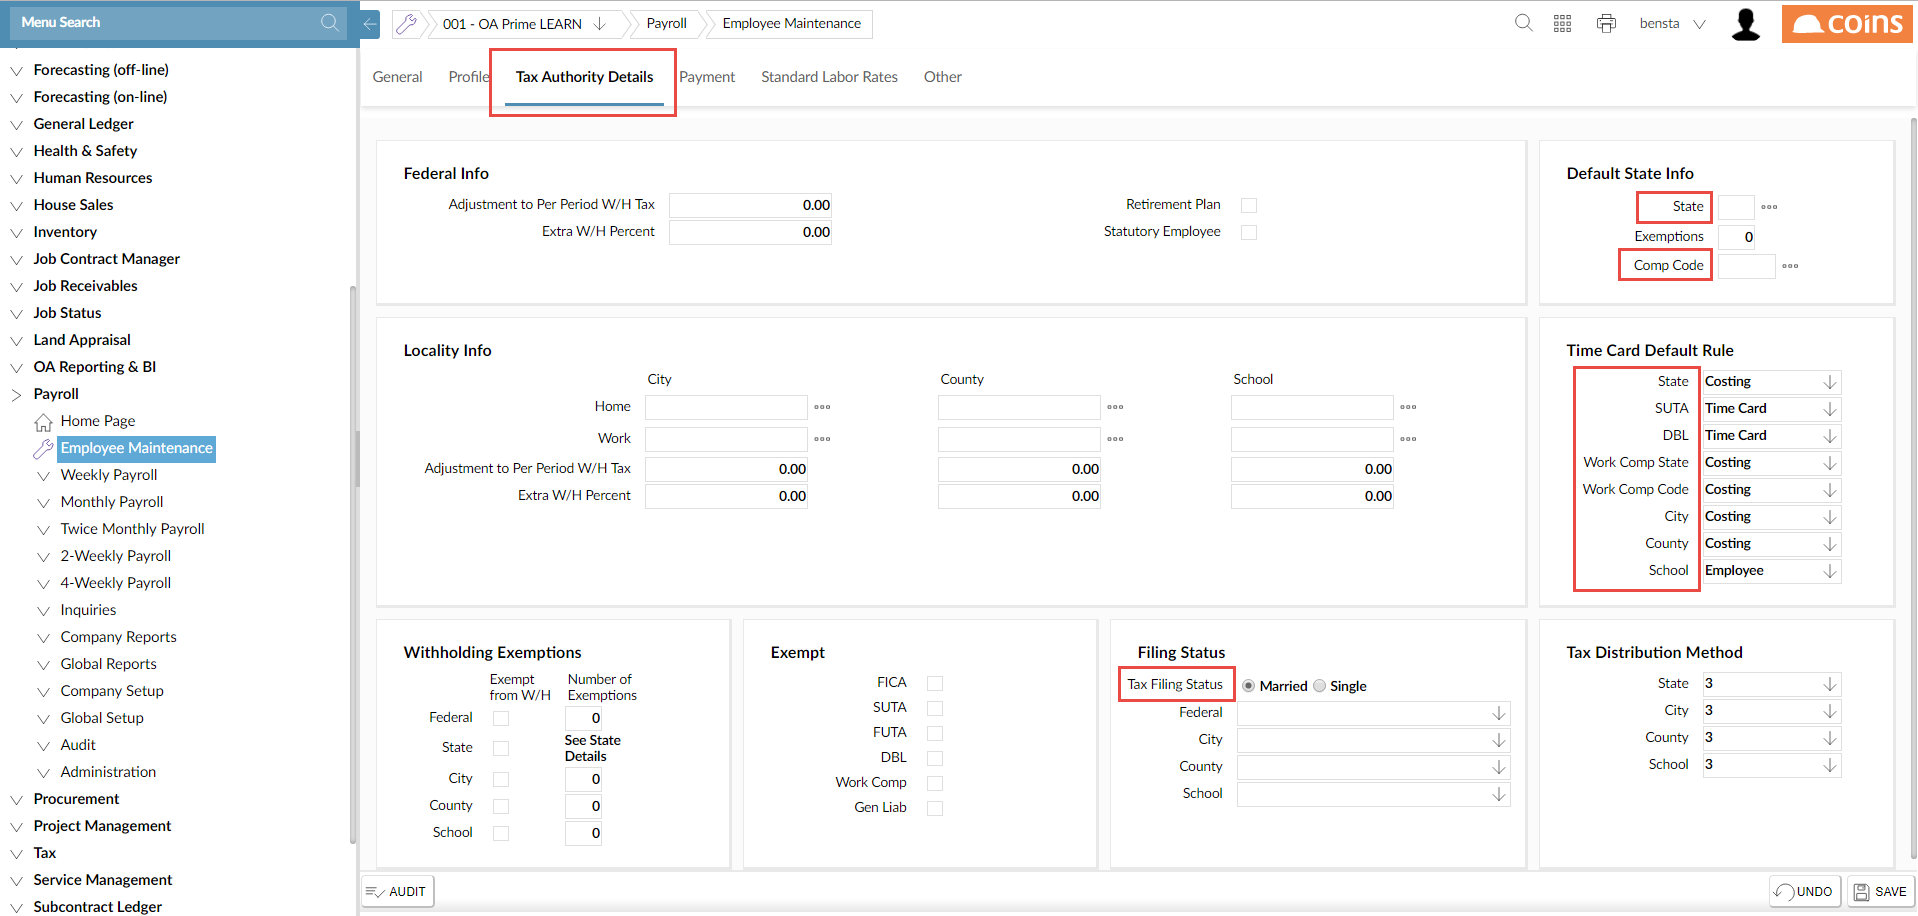 Menu Search
001 - OA Prime LEARN
Payroll
Employee Maintenance
bensta
coins
Forecasting (off-line)
Forecasting (on-line)
General Ledger
Health & Safety
Human Resources
House Sales
Inventory
Job Contract Manager
Job Receivables
Job Status
Land Appraisal
OA Reporting & BI
Payroll
Home Page
Employee Maintenance
Weekly Payroll
Monthly Payroll
Twice Monthly Payroll
2-Weekly Payroll
4-Weekly Payroll
Inquiries
Company Reports
Global Reports
Company Setup
Global Setup
Audit
Administration
Procurement
Project Management
Tax
Service Management
Subcontract Ledger
General Profile Tax Authority Details Payment Standard Labor Rates Other
Federal Info
Adjustment to Per Period W/H Tax 0.00 Retirement Plan
Extra W/H Percent 0.00 Statutory Employee
Default State Info
State
Exemptions 0
Comp Code
Locality Info
City County School
Home
Work
Adjustment to Per Period W/H Tax 0.00 0.00 0.00
Extra W/H Percent 0.00 0.00 0.00
Time Card Default Rule
State Costing
SUTA Time Card
DBL Time Card
Work Comp State Costing
Work Comp Code Costing
City Costing
County Costing
School Employee
Withholding Exemptions
Exempt Number of
from W/H Exemptions
Federal 0
State See State
Details
City 0
County 0
School 0
Exempt
FICA
SUTA
FUTA
DBL
Work Comp
Gen Liab
Filing Status
Tax Filing Status Married Single
Federal
City
County
School
Tax Distribution Method
State 3
City 3
County 3
School 3
AUDIT
UNDO
SAVE